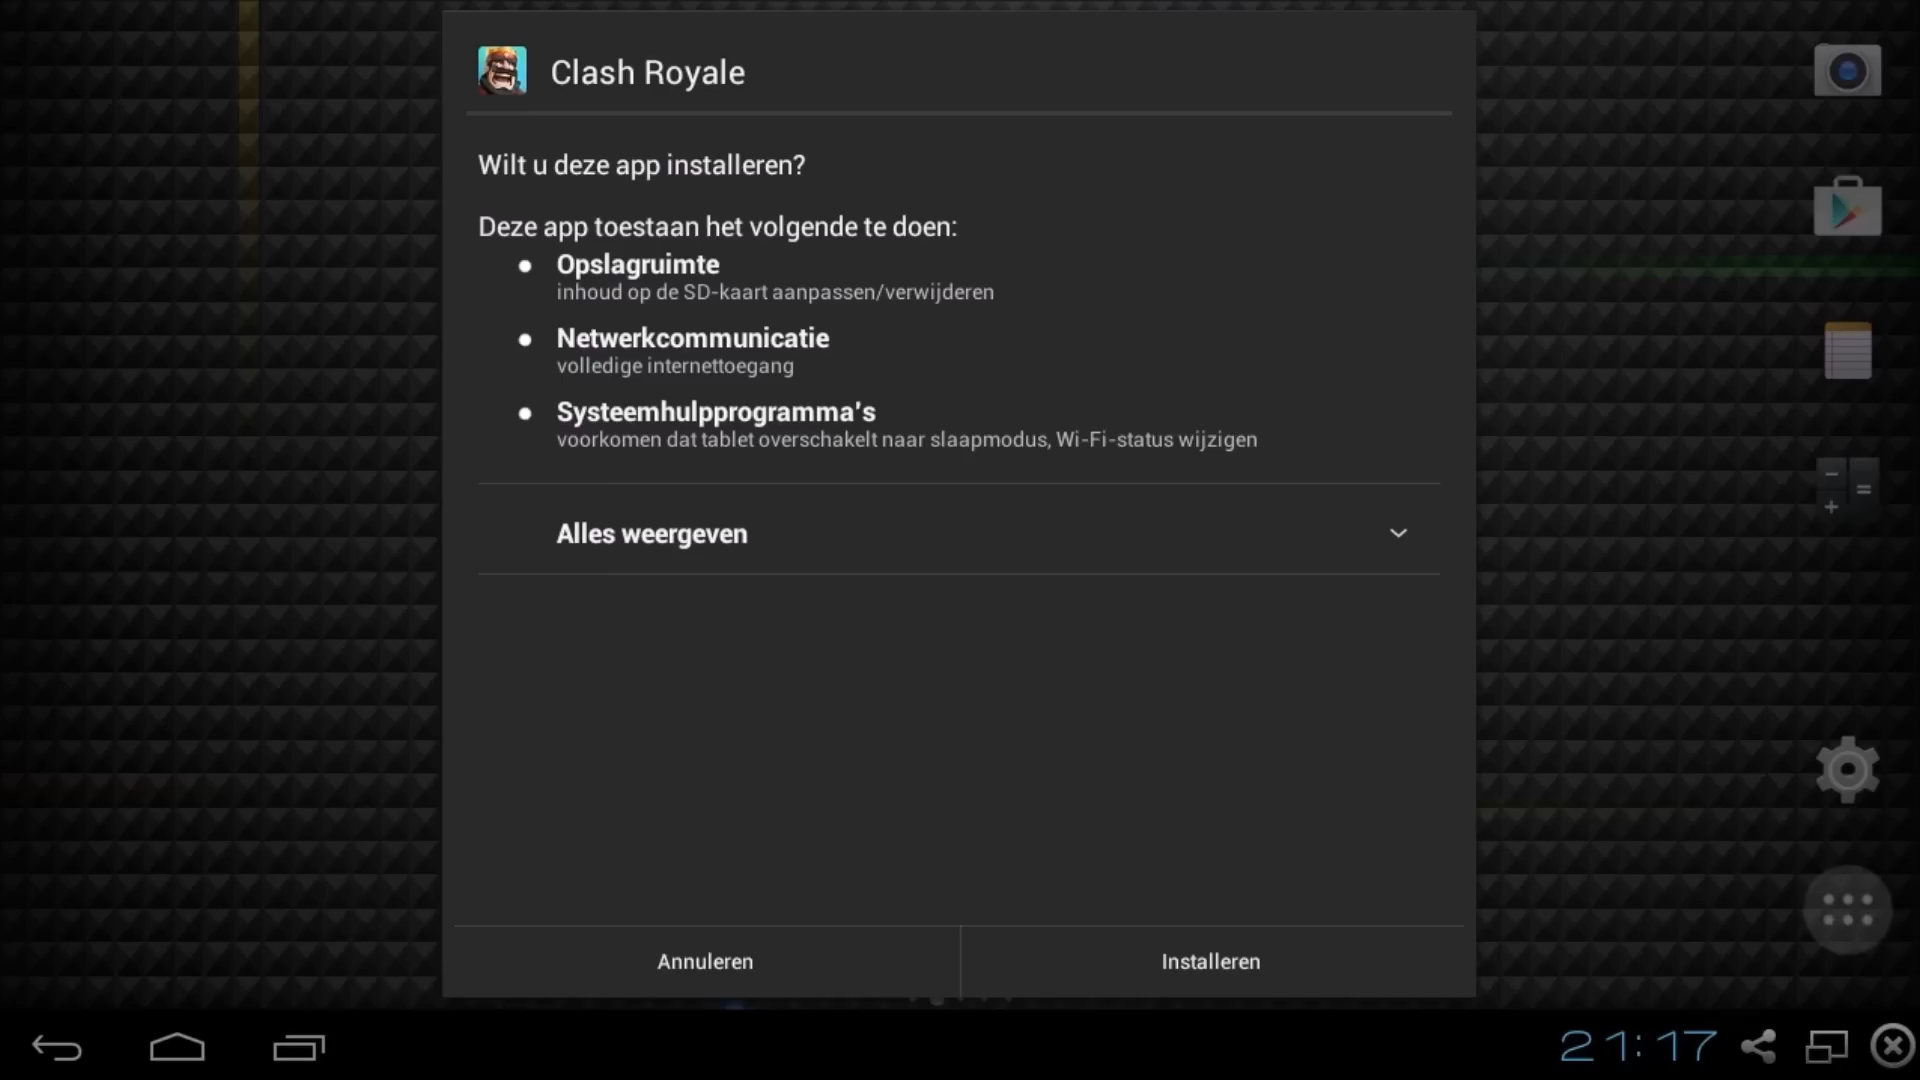 Clash Royale
Wilt u deze app installeren?
Deze app toestaan het volgende te doen:
Opslagruimte
inhoud op de SD-kaart aanpassen/verwijderen
Netwerkcommunicatie
volledige internettoegang
Systeemhulpprogramma's
voorkomen dat tablet overschakelt naar slaapmodus, Wi-Fi-status wijzigen
Alles weergeven
Annuleren
Installeren
21:17